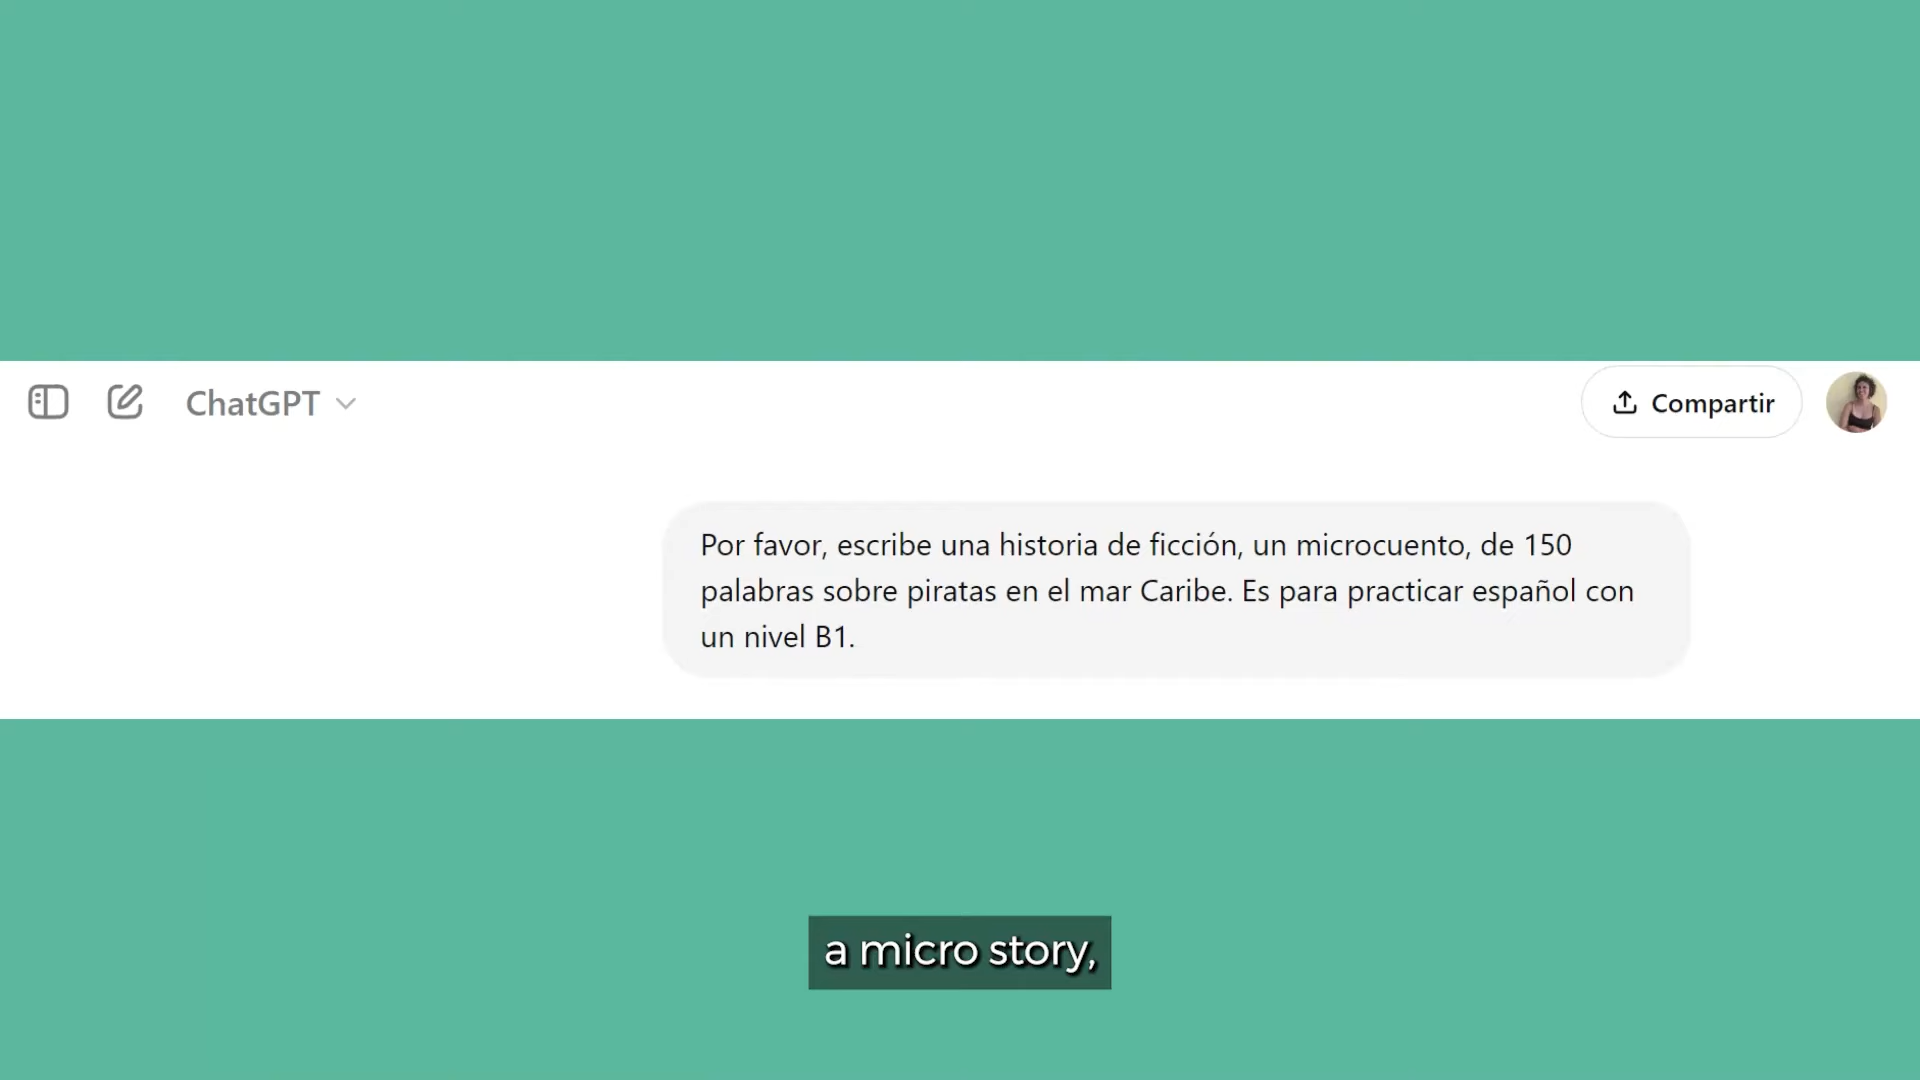 ChatGPT
Compartir
Por favor, escribe una historia de ficción, un microcuento, de 150
palabras sobre piratas en el mar Caribe. Es para practicar español con
un nivel B1.
a micro story,